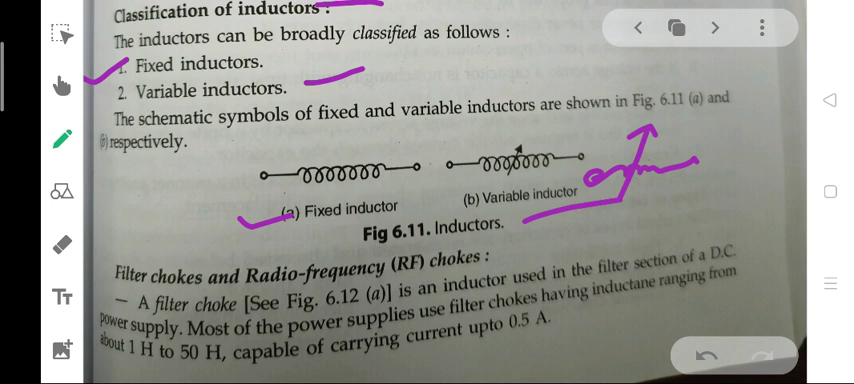 Classification of inductors :
The inductors can be broadly classified as follows :
1. Fixed inductors.
2. Variable inductors.
The schematic symbols of fixed and variable inductors are shown in Fig. 6.11 (a) and
(b) respectively.
(a) Fixed inductor
(b) Variable inductor
Fig 6.11. Inductors.
Filter chokes and Radio-frequency (RF) chokes :
— A filter choke [See Fig. 6.12 (a)] is an inductor used in the filter section of a D.C.
power supply. Most of the power supplies use filter chokes having inductane ranging from
about 1 H to 50 H, capable of carrying current upto 0.5 A.
Tт